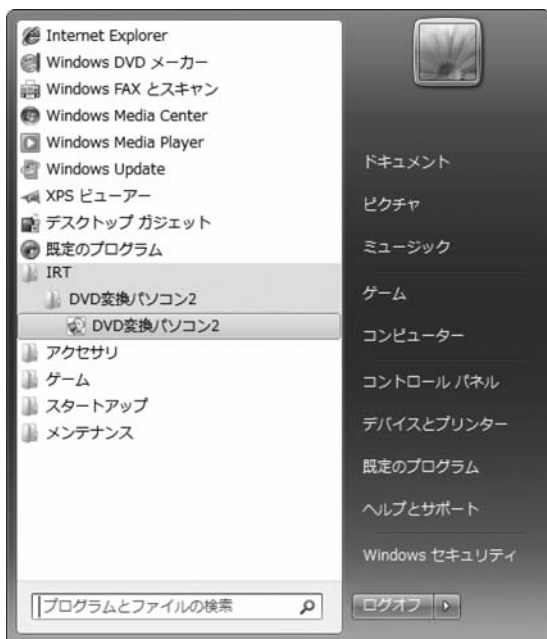 Internet Explorer
Windows DVD メーカー
Windows FAX とスキャン
Windows Media Center
Windows Media Player
Windows Update
XPS ビューアー
デスクトップ ガジェット
既定のプログラム
IRT
DVD変換パソコン2
DVD変換パソコン2
アクセサリ
ゲーム
スタートアップ
メンテナンス
プログラムとファイルの検索
ドキュメント
ピクチャ
ミュージック
ゲーム
コンピューター
コントロール パネル
デバイスとプリンター
既定のプログラム
ヘルプとサポート
Windows セキュリティ
ログオフ